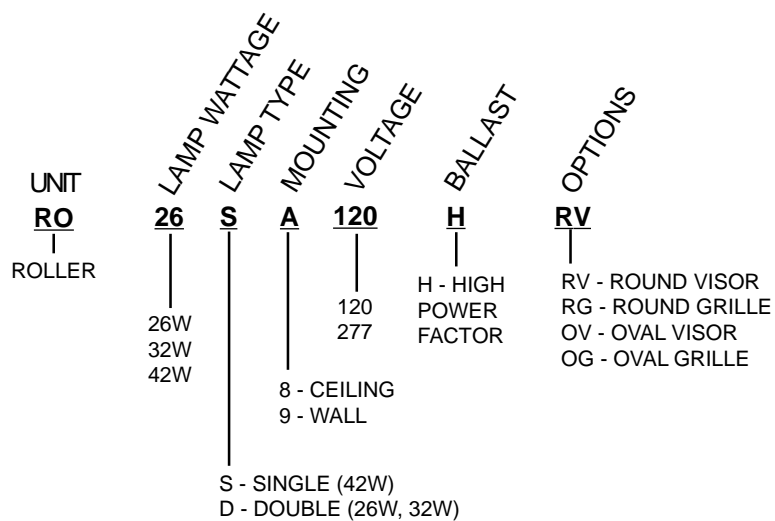 UNIT
LAMP WATTAGE
LAMP TYPE
MOUNTING
VOLTAGE
BALLAST
OPTIONS
RO 26 S A 120 H RV
ROLLER
26W
32W
42W
S - SINGLE (42W)
D - DOUBLE (26W, 32W)
8 - CEILING
9 - WALL
120
277
H - HIGH
POWER
FACTOR
RV - ROUND VISOR
RG - ROUND GRILLE
OV - OVAL VISOR
OG - OVAL GRILLE